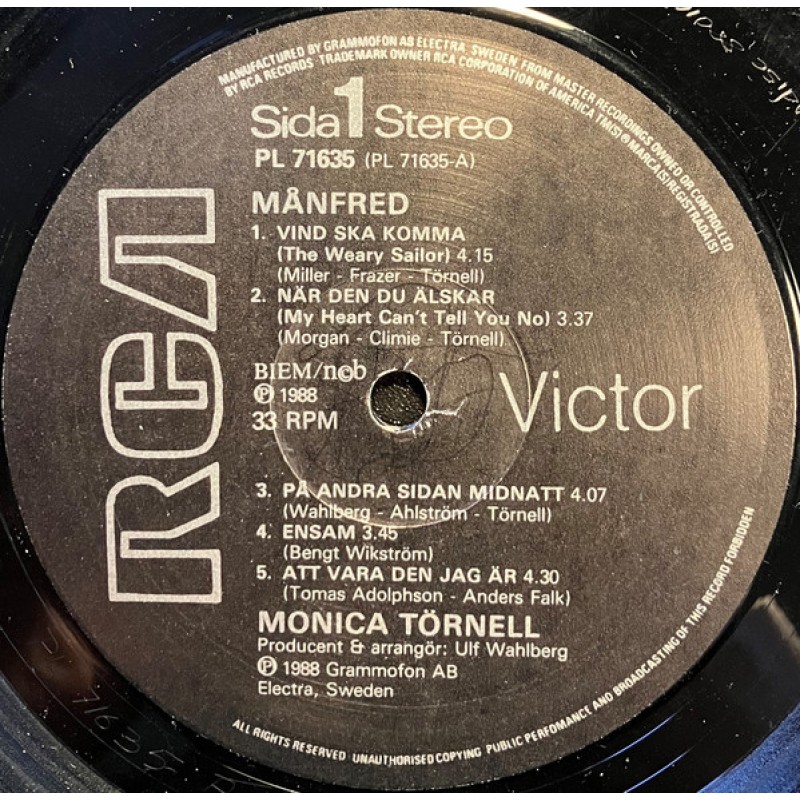 MANUFACTURED BY GRAMMOFON AB ELECTRA, SWEDEN, FROM MASTER RECORDINGS OWNED OR CONTROLLED
BY RCA RECORDS TRADEMARK OWNER RCA CORPORATION OF AMERICA TM(S) ® MARCA(S) REGISTRADA(S)
Sida 1 Stereo
PL 71635 (PL 71635-A)
MÅNFRED
1. VIND SKA KOMMA
(The Weary Sailor) 4.15
(Miller - Frazer - Törnell)
2. NÄR DEN DU ÄLSKAR
(My Heart Can't Tell You No) 3.37
(Morgan - Climie - Törnell)
BIEM/n©b
℗ 1988
33 RPM
RCA
Victor
3. PÅ ANDRA SIDAN MIDNATT 4.07
(Wahlberg - Ahlström - Törnell)
4. ENSAM 3.45
(Bengt Wikström)
5. ATT VARA DEN JAG ÄR 4.30
(Tomas Adolphson - Anders Falk)
MONICA TÖRNELL
Producent & arrangör: Ulf Wahlberg
℗ 1988 Grammofon AB
Electra, Sweden
ALL RIGHTS RESERVED UNAUTHORISED COPYING PUBLIC PERFOMANCE AND BROADCASTING OF THIS RECORD FORBIDDEN